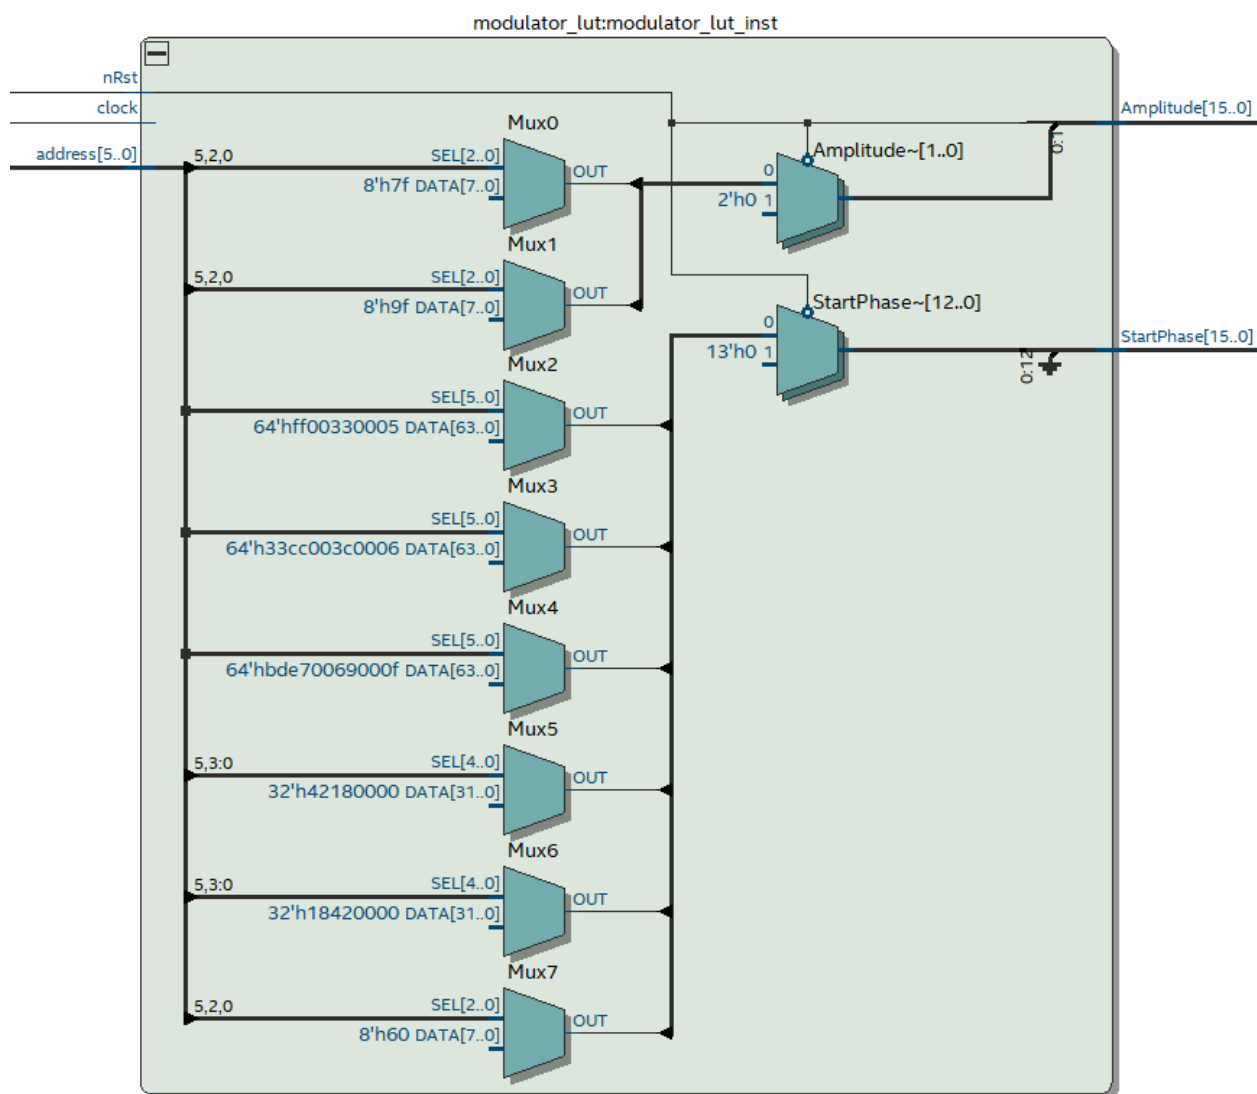 modulator_lut:modulator_lut_inst
nRst
clock
address[5..0]
Amplitude[15..0]
StartPhase[15..0]
Mux0
5,2,0
SEL[2..0]
8'h7f DATA[7..0]
OUT
Mux1
5,2,0
SEL[2..0]
8'h9f DATA[7..0]
OUT
Mux2
SEL[5..0]
64'hff00330005 DATA[63..0]
OUT
Mux3
SEL[5..0]
64'h33cc003c0006 DATA[63..0]
OUT
Mux4
SEL[5..0]
64'hbde70069000f DATA[63..0]
OUT
Mux5
5,3:0
SEL[4..0]
32'h42180000 DATA[31..0]
OUT
Mux6
5,3:0
SEL[4..0]
32'h18420000 DATA[31..0]
OUT
Mux7
5,2,0
SEL[2..0]
8'h60 DATA[7..0]
OUT
Amplitude~[1..0]
0
2'h0 1
0:1
StartPhase~[12..0]
0
13'h0 1
0:12